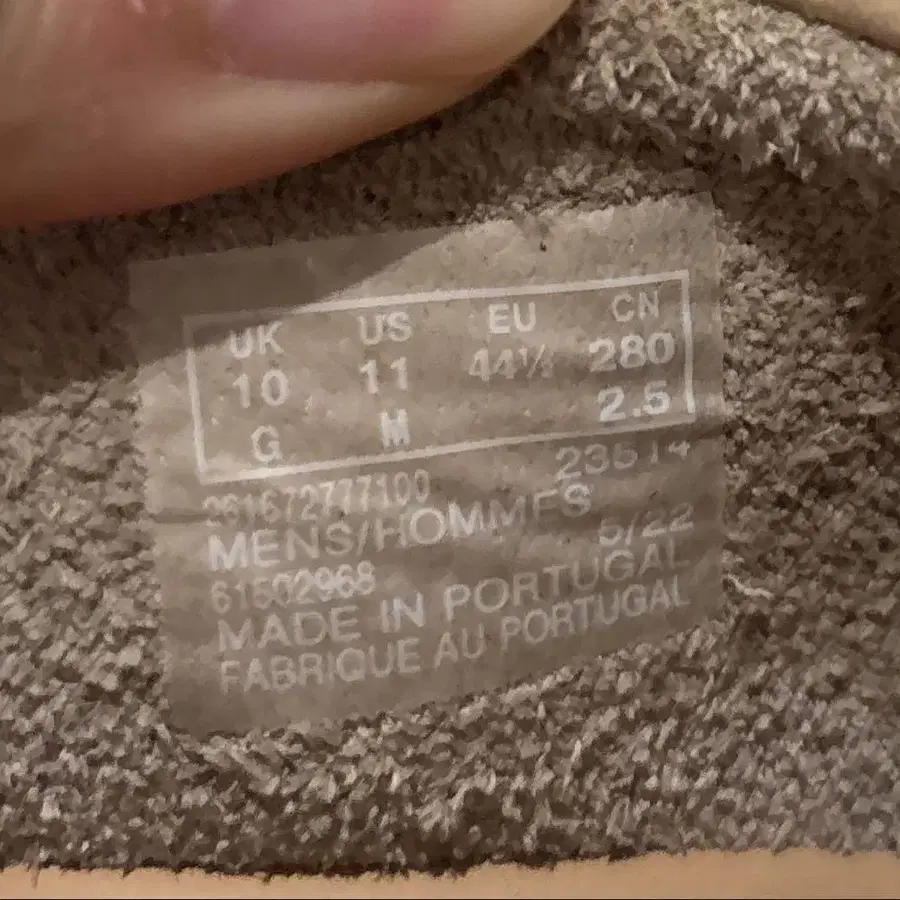 UK US EU CN
10 11 44½ 280
G M 2.5
261672777100
MENS/HOMMES 5/22
61502968
MADE IN PORTUGAL
FABRIQUE AU PORTUGAL